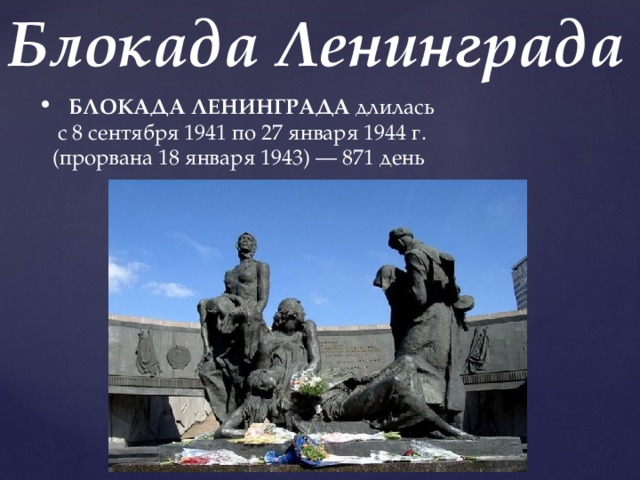 Блокада Ленинграда
• БЛОКАДА ЛЕНИНГРАДА длилась
с 8 сентября 1941 по 27 января 1944 г.
(прорвана 18 января 1943) — 871 день